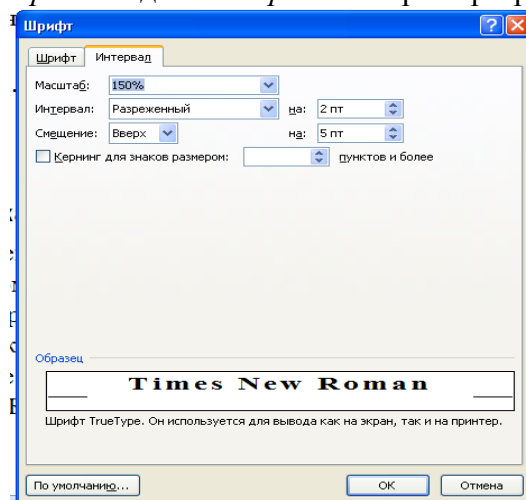 Шрифт
Шрифт Интервал
Масштаб: 150%
Интервал: Разреженный на: 2 пт
Смещение: Вверх на: 5 пт
Кернинг для знаков размером: пунктов и более
Образец
Times New Roman
Шрифт TrueType. Он используется для вывода как на экран, так и на принтер.
По умолчанию... ОК Отмена